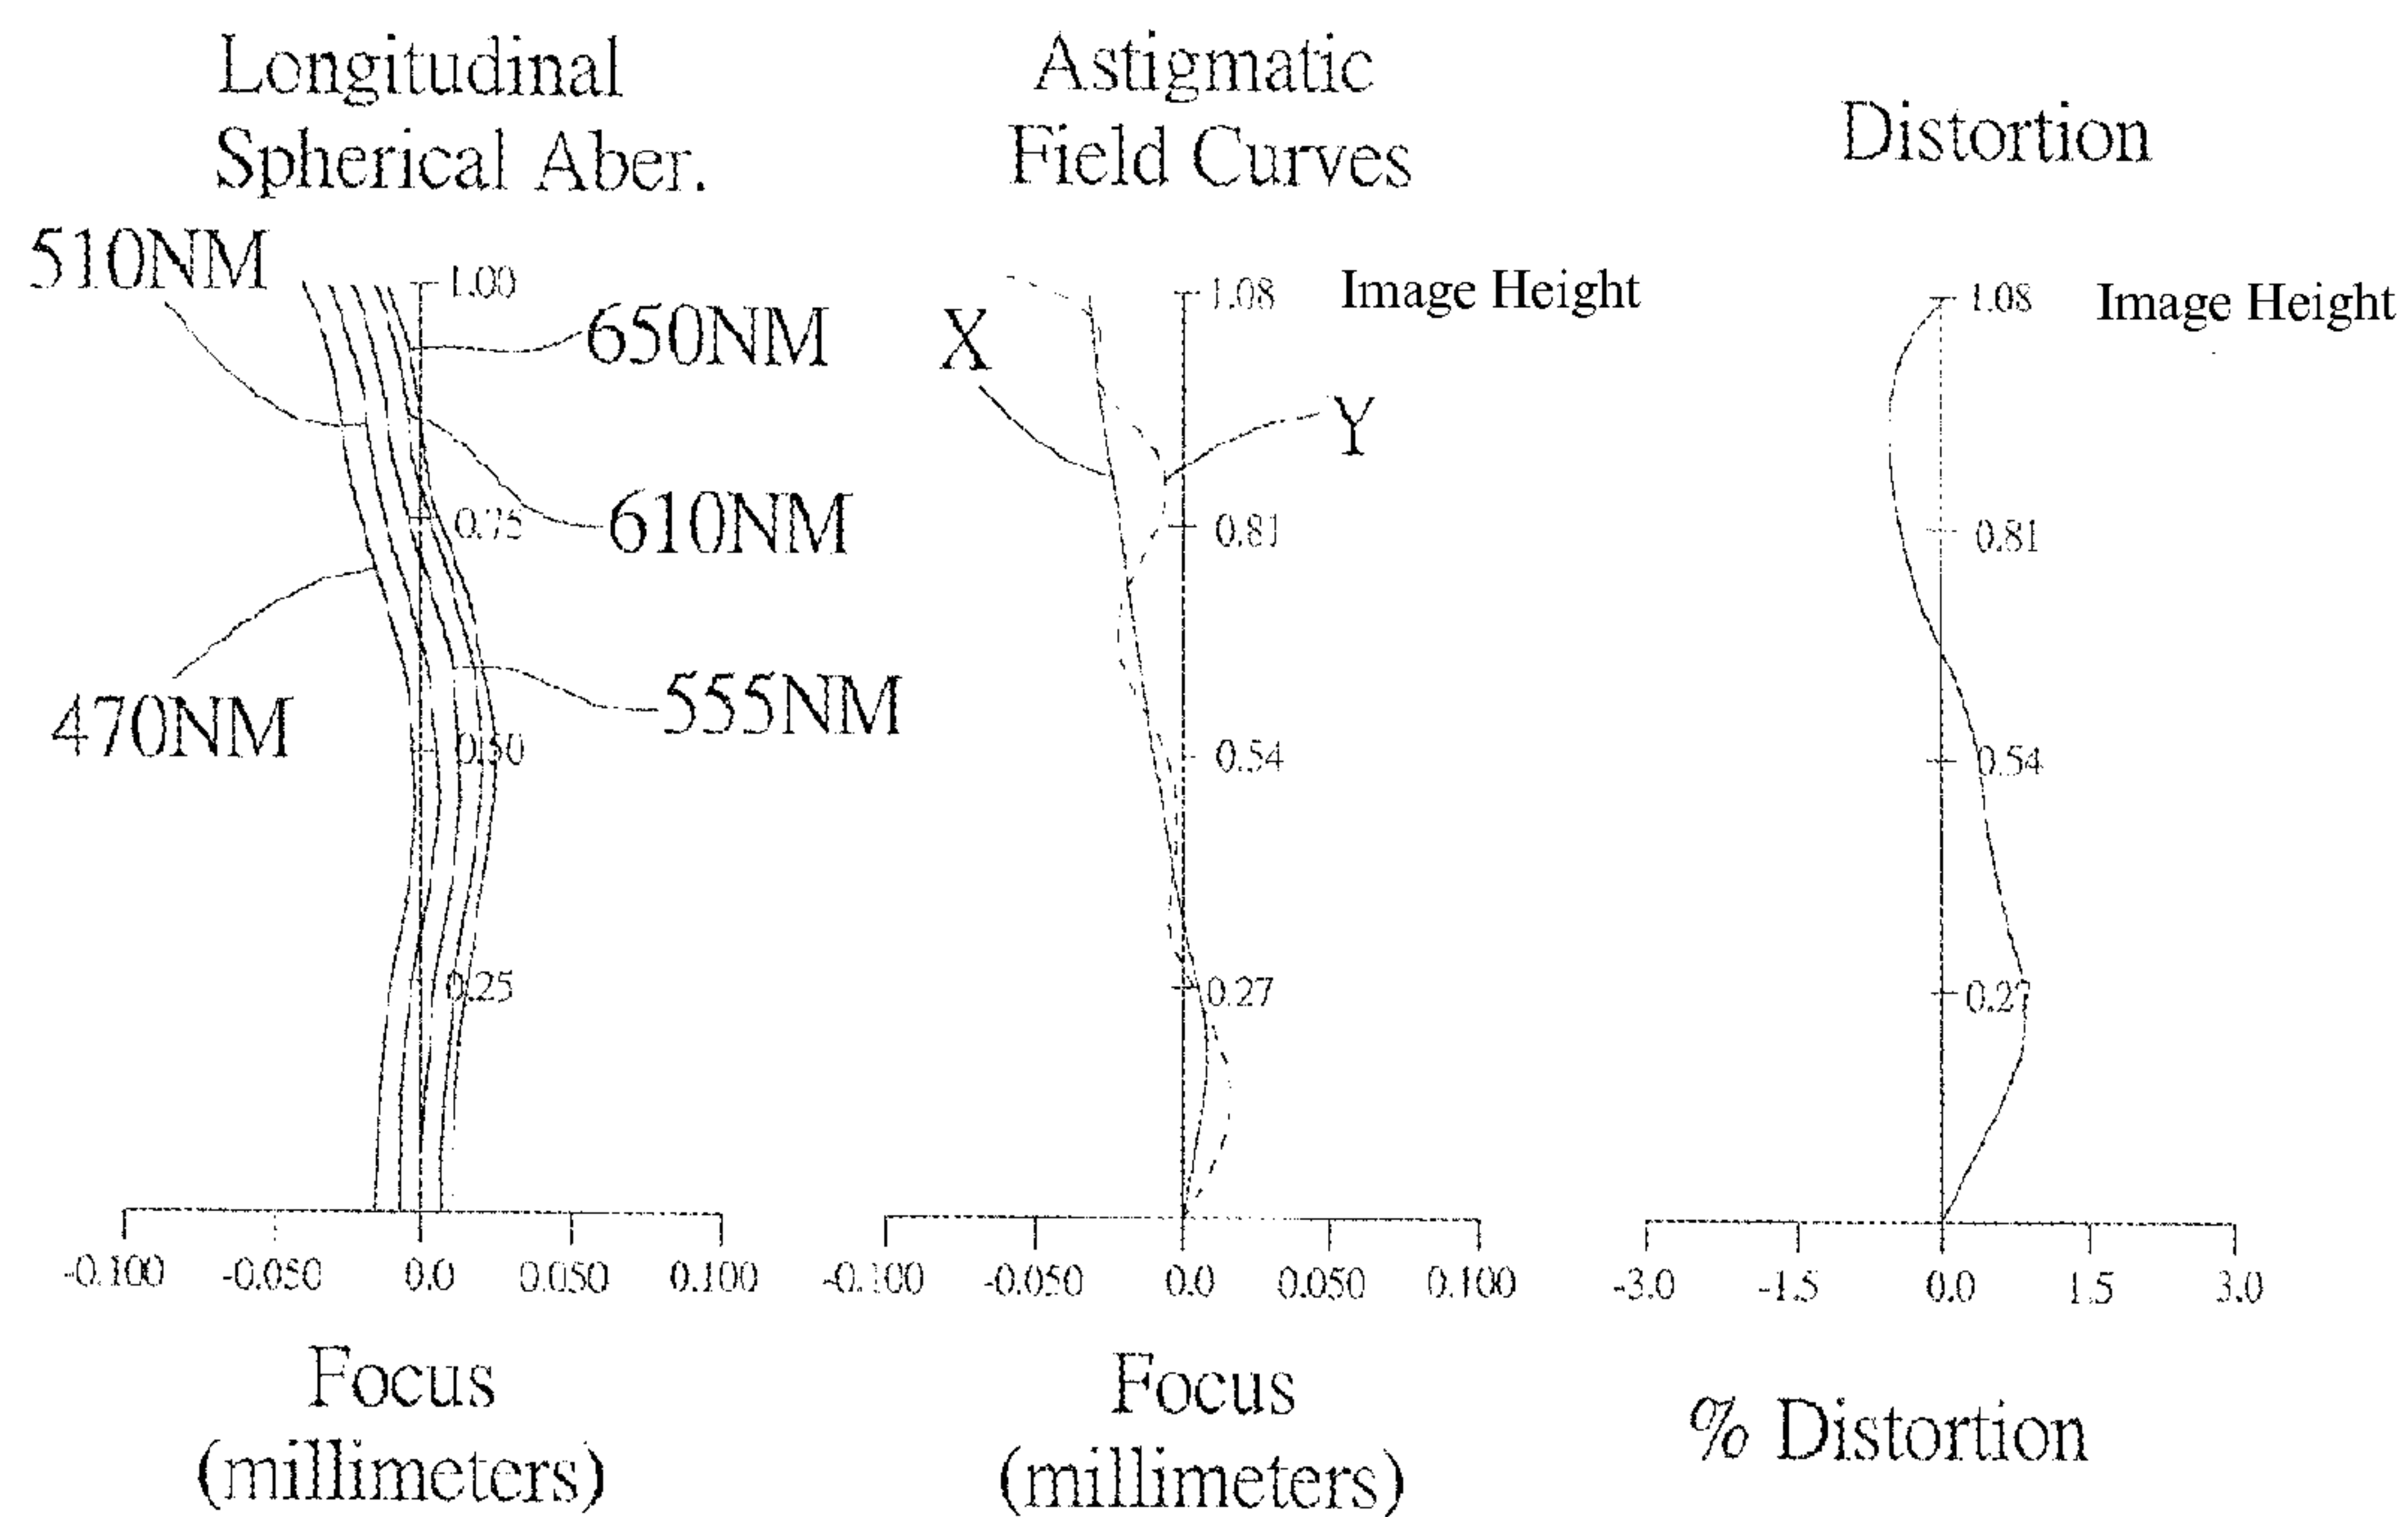 Longitudinal
Spherical Aber.
510NM
1.00
650NM
0.75
610NM
470NM
555NM
0.50
0.25
-0.100 -0.050 0.0 0.050 0.100
Focus
(millimeters)
Astigmatic
Field Curves
1.08 Image Height
X
Y
0.81
0.54
0.27
-0.100 -0.050 0.0 0.050 0.100
Focus
(millimeters)
Distortion
1.08 Image Height
0.81
0.54
0.27
-3.0 -1.5 0.0 1.5 3.0
% Distortion